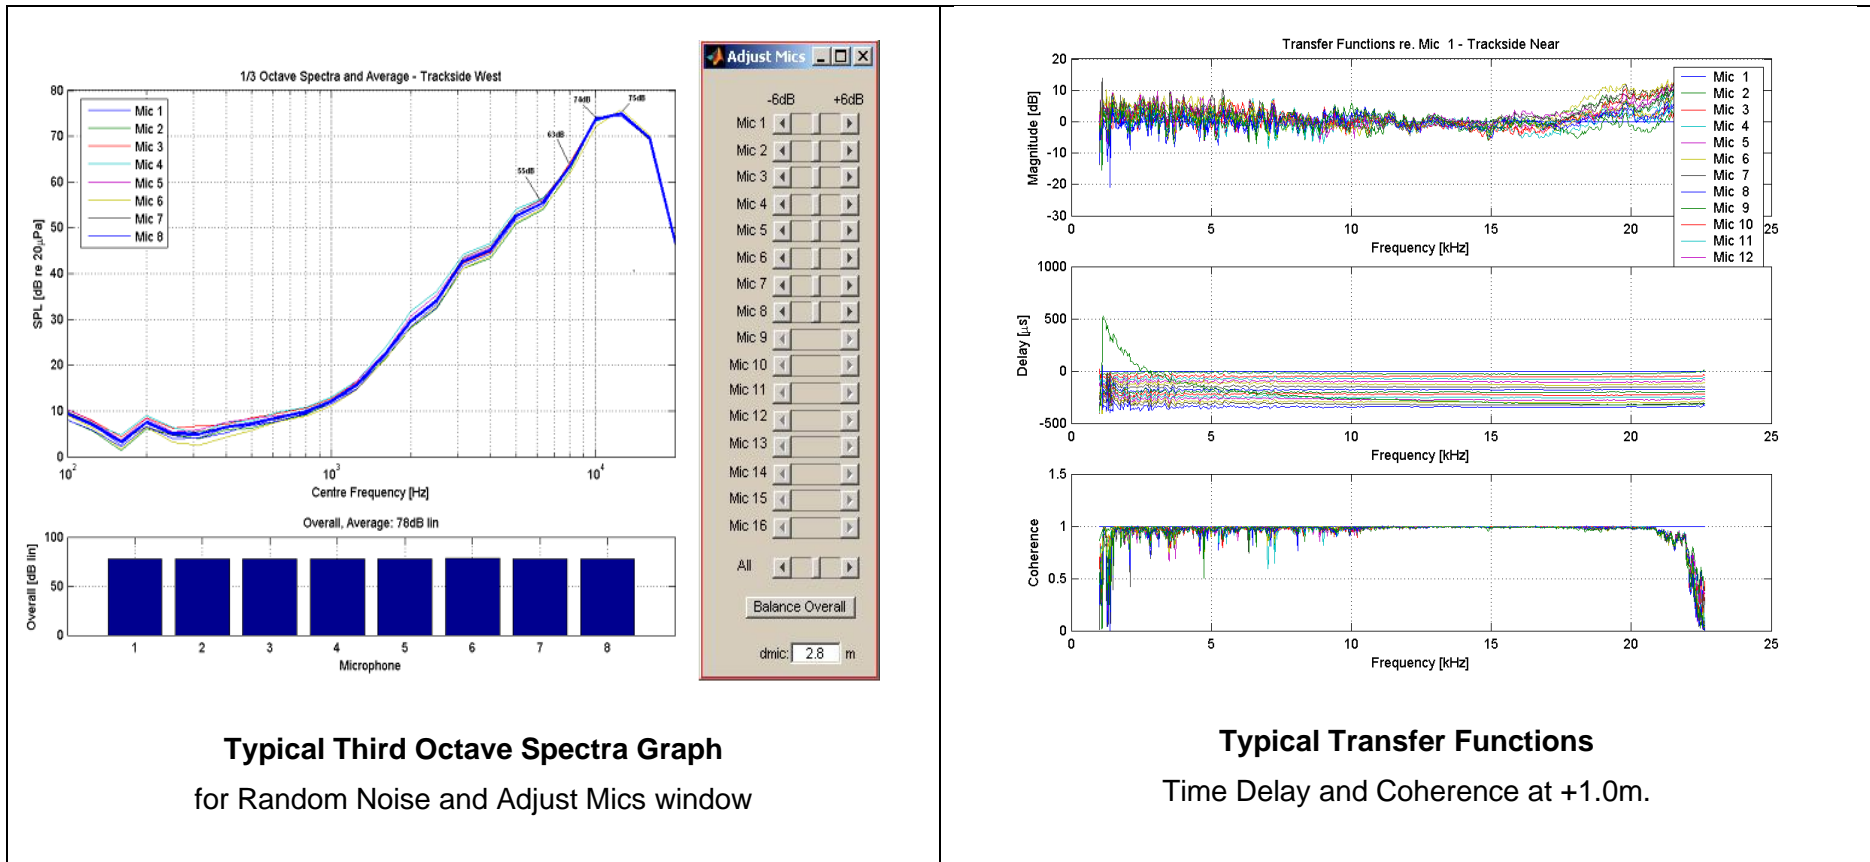 1/3 Octave Spectra and Average - Trackside West
SPL [dB re 20µPa]
80
70
60
50
40
30
20
10
0
Mic 1
Mic 2
Mic 3
Mic 4
Mic 5
Mic 6
Mic 7
Mic 8
74dB
75dB
63dB
55dB
10²
10³
10⁴
Centre Frequency [Hz]
Overall, Average: 78dB lin
Overall [dB lin]
100
50
0
1 2 3 4 5 6 7 8
Microphone
Adjust Mics
-6dB +6dB
Mic 1
Mic 2
Mic 3
Mic 4
Mic 5
Mic 6
Mic 7
Mic 8
Mic 9
Mic 10
Mic 11
Mic 12
Mic 13
Mic 14
Mic 15
Mic 16
All
Balance Overall
dmic: 2.8 m
Typical Third Octave Spectra Graph
for Random Noise and Adjust Mics window
Transfer Functions re. Mic 1 - Trackside Near
Magnitude [dB]
20
10
0
-10
-20
-30
0 5 10 15 20 25
Frequency [kHz]
Mic 1
Mic 2
Mic 3
Mic 4
Mic 5
Mic 6
Mic 7
Mic 8
Mic 9
Mic 10
Mic 11
Mic 12
Delay [µs]
1000
500
0
-500
0 5 10 15 20 25
Frequency [kHz]
Coherence
1.5
1
0.5
0
0 5 10 15 20 25
Frequency [kHz]
Typical Transfer Functions
Time Delay and Coherence at +1.0m.